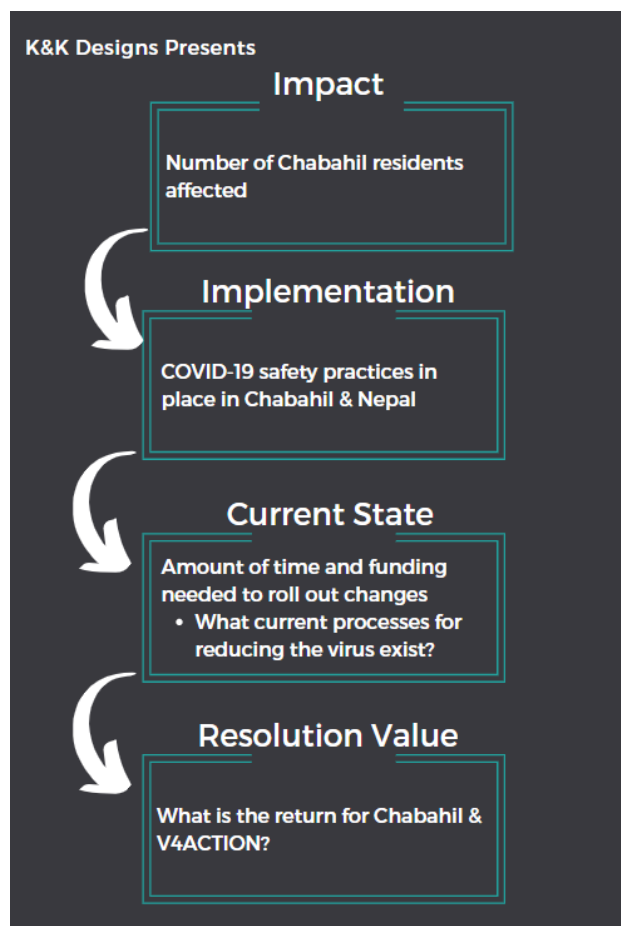 K&K Designs Presents
Impact
Number of Chabahil residents
affected
Implementation
COVID-19 safety practices in
place in Chabahil & Nepal
Current State
Amount of time and funding
needed to roll out changes
• What current processes for
reducing the virus exist?
Resolution Value
What is the return for Chabahil &
V4ACTION?